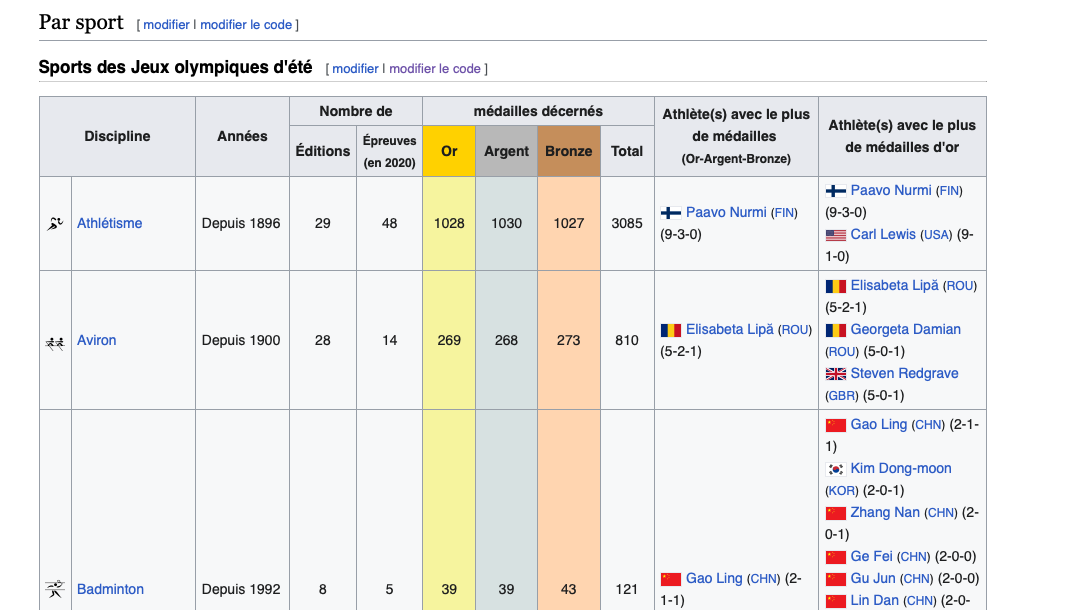 Par sport [ modifier | modifier le code ]
Sports des Jeux olympiques d'été [ modifier | modifier le code ]
Discipline
Années
Nombre de
médailles décernés
Athlète(s) avec le plus
de médailles
(Or-Argent-Bronze)
Athlète(s) avec le plus
de médailles d'or
Éditions
Épreuves
(en 2020)
Or
Argent
Bronze
Total
Athlétisme
Depuis 1896
29
48
1028
1030
1027
3085
Paavo Nurmi (FIN)
(9-3-0)
Paavo Nurmi (FIN)
(9-3-0)
Carl Lewis (USA) (9-
1-0)
Aviron
Depuis 1900
28
14
269
268
273
810
Elisabeta Lipă (ROU)
(5-2-1)
Elisabeta Lipă (ROU)
(5-2-1)
Georgeta Damian
(ROU) (5-0-1)
Steven Redgrave
(GBR) (5-0-1)
Badminton
Depuis 1992
8
5
39
39
43
121
Gao Ling (CHN) (2-
1-1)
Gao Ling (CHN) (2-1-
1)
Kim Dong-moon
(KOR) (2-0-1)
Zhang Nan (CHN) (2-
0-1)
Ge Fei (CHN) (2-0-0)
Gu Jun (CHN) (2-0-0)
Lin Dan (CHN) (2-0-